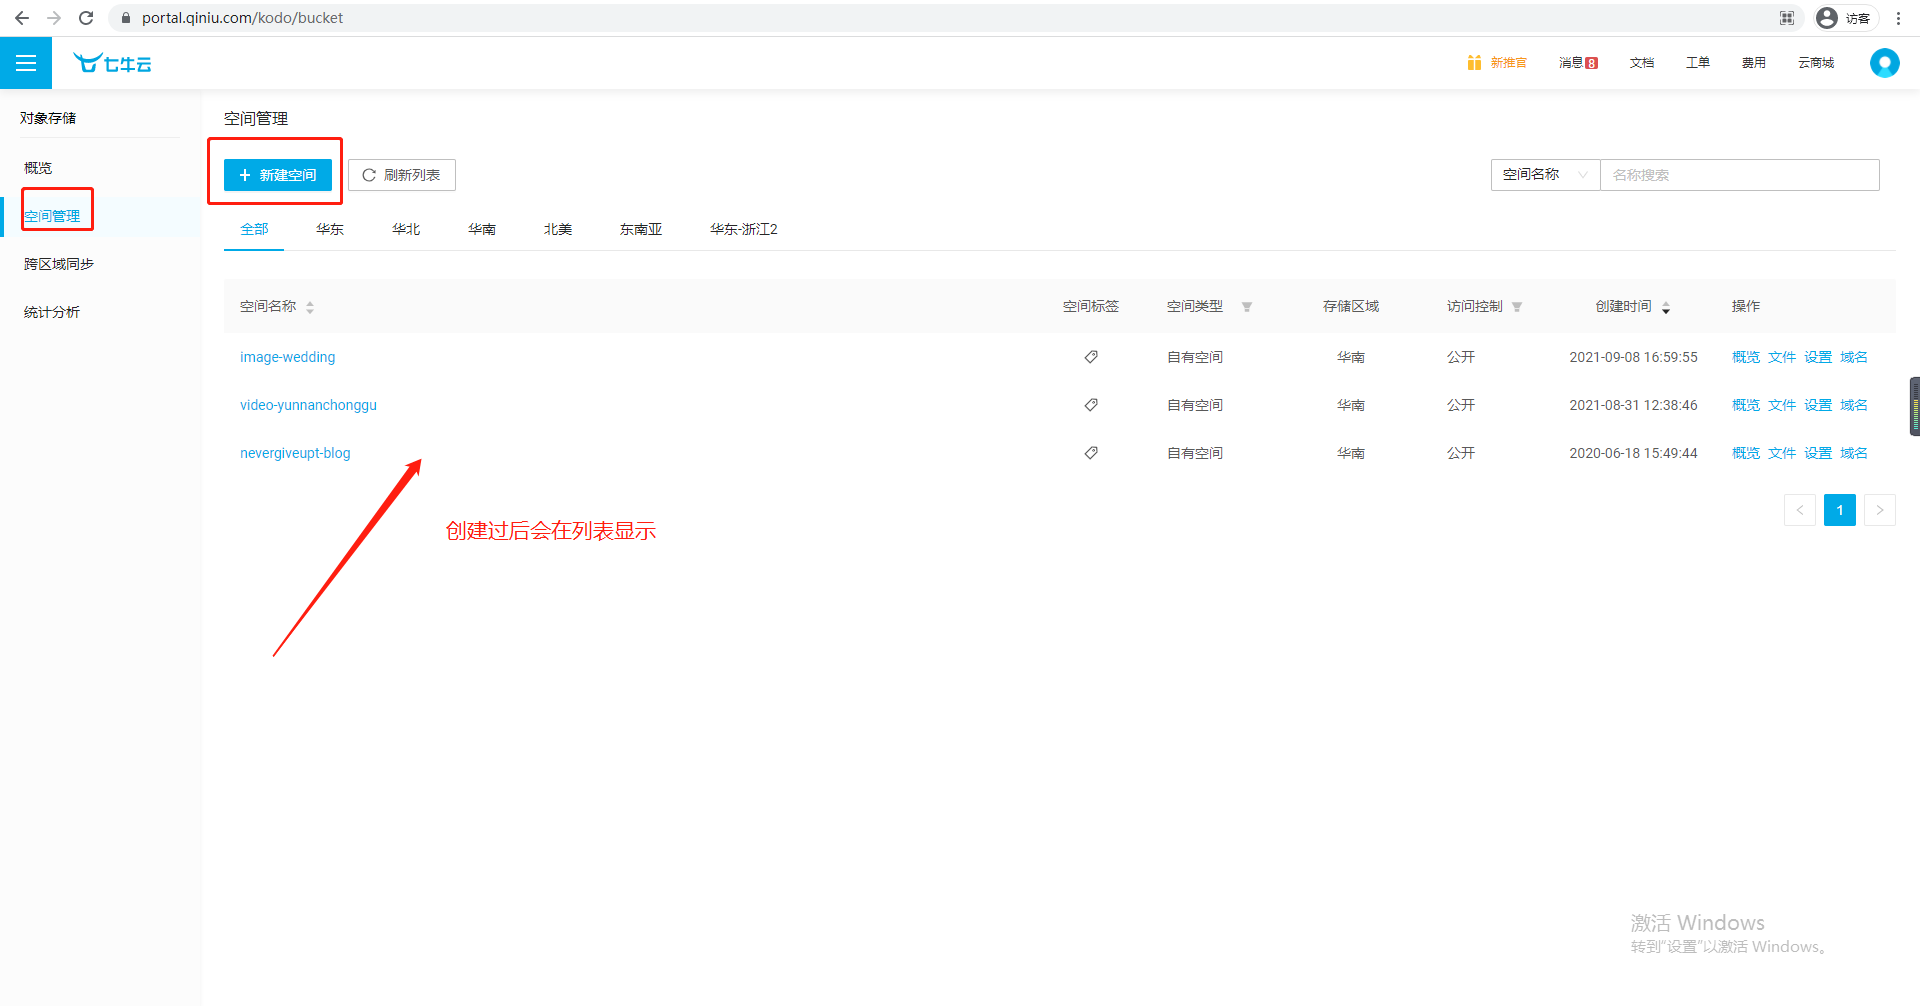 portal.qiniu.com/kodo/bucket
访客
七牛云
新推官
消息 8
文档
工单
费用
云商城
对象存储
概览
空间管理
跨区域同步
统计分析
空间管理
新建空间
刷新列表
空间名称
名称搜索
全部 华东 华北 华南 北美 东南亚 华东-浙江2
空间名称 空间标签 空间类型 存储区域 访问控制 创建时间 操作
image-wedding 自有空间 华南 公开 2021-09-08 16:59:55 概览 文件 设置 域名
video-yunnanchonggu 自有空间 华南 公开 2021-08-31 12:38:46 概览 文件 设置 域名
nevergiveupt-blog 自有空间 华南 公开 2020-06-18 15:49:44 概览 文件 设置 域名
1
创建过后会在列表显示
激活 Windows
转到“设置”以激活 Windows。